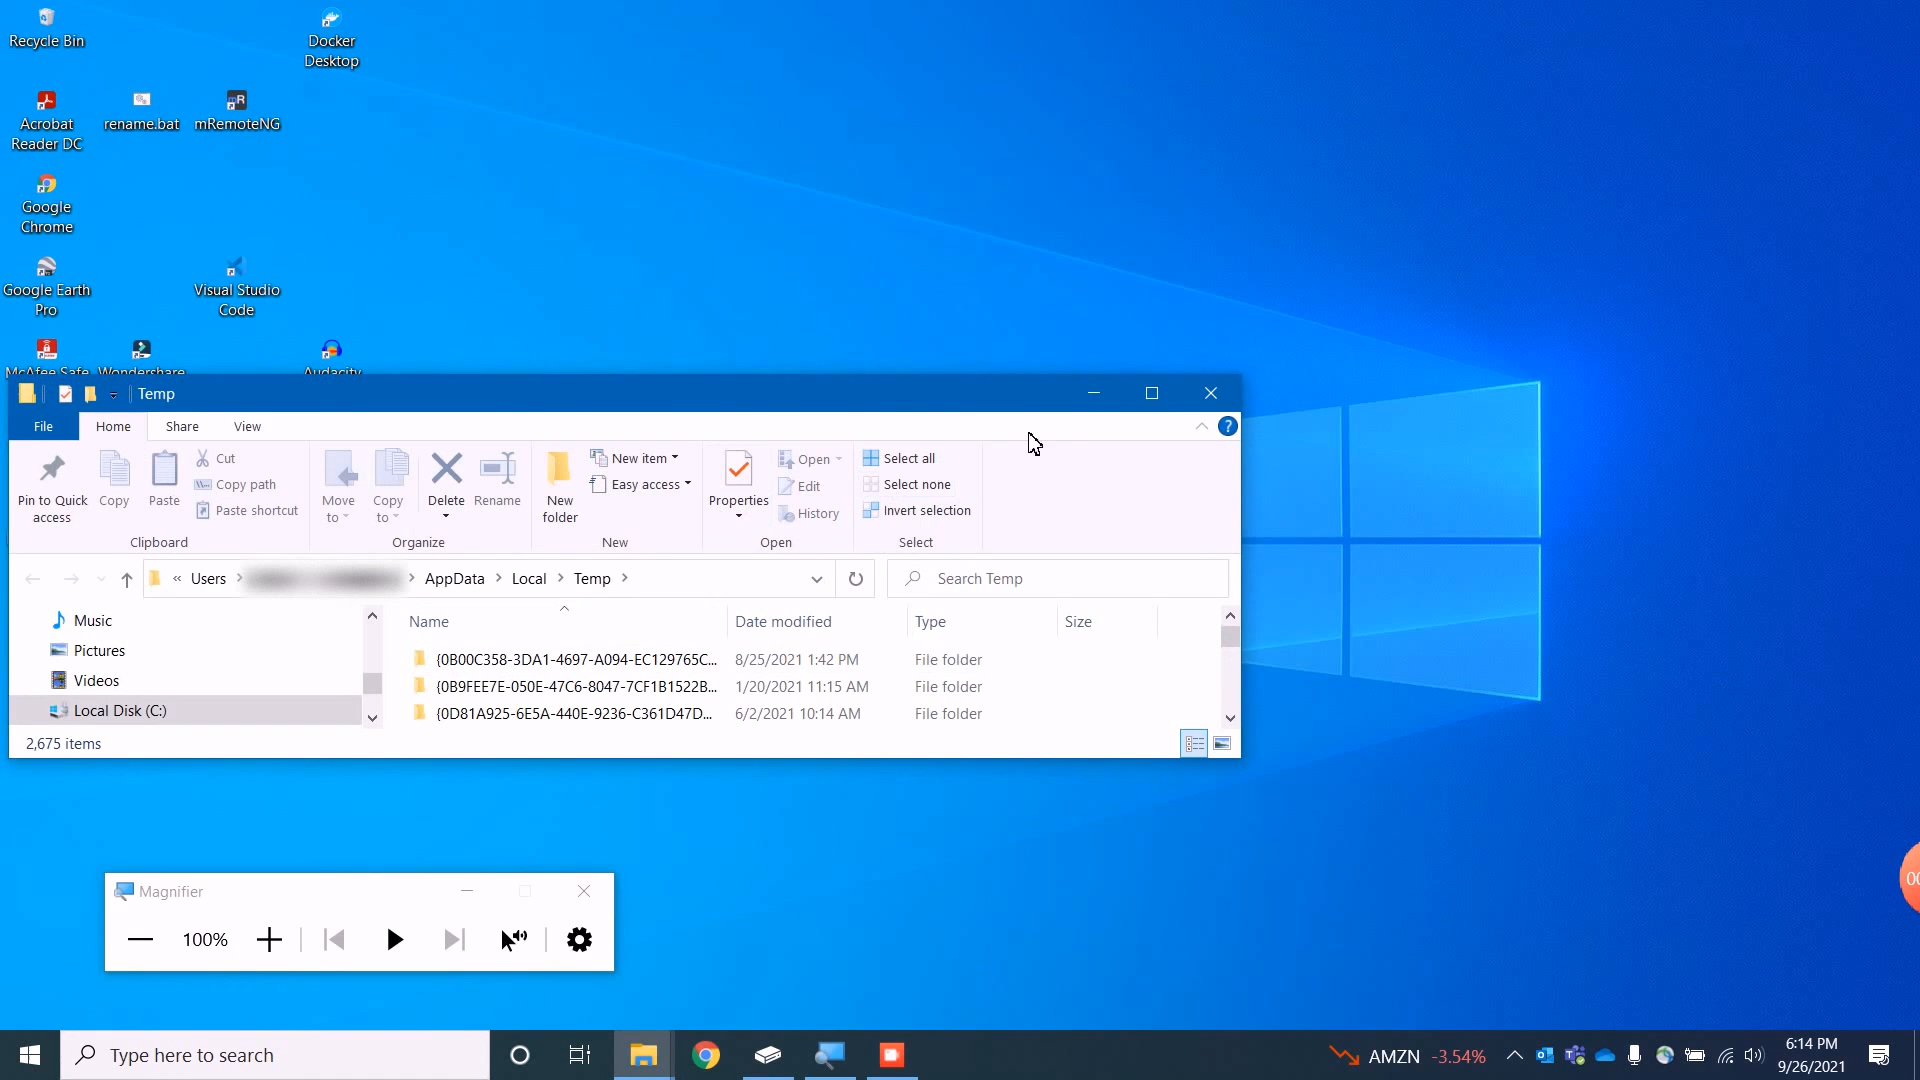 Recycle Bin
Docker
Desktop
Acrobat
Reader DC
rename.bat
mRemoteNG
Google
Chrome
Google Earth
Pro
Visual Studio
Code
McAfee Safe
Wondershare
Audacity
Temp
File
Home
Share
View
?
Pin to Quick
access
Copy
Paste
Cut
Copy path
Paste shortcut
Clipboard
Move
to
Copy
to
Delete
Rename
Organize
New
folder
New item
Easy access
New
Properties
Open
Edit
History
Open
Select all
Select none
Invert selection
Select
« Users
AppData > Local > Temp >
Search Temp
Music
Pictures
Videos
Local Disk (C:)
Name
Date modified
Type
Size
{0B00C358-3DA1-4697-A094-EC129765C... 8/25/2021 1:42 PM File folder
{0B9FEE7E-050E-47C6-8047-7CF1B1522B... 1/20/2021 11:15 AM File folder
{0D81A925-6E5A-440E-9236-C361D47D... 6/2/2021 10:14 AM File folder
2,675 items
Magnifier
100%
00
Type here to search
AMZN -3.54%
6:14 PM
9/26/2021